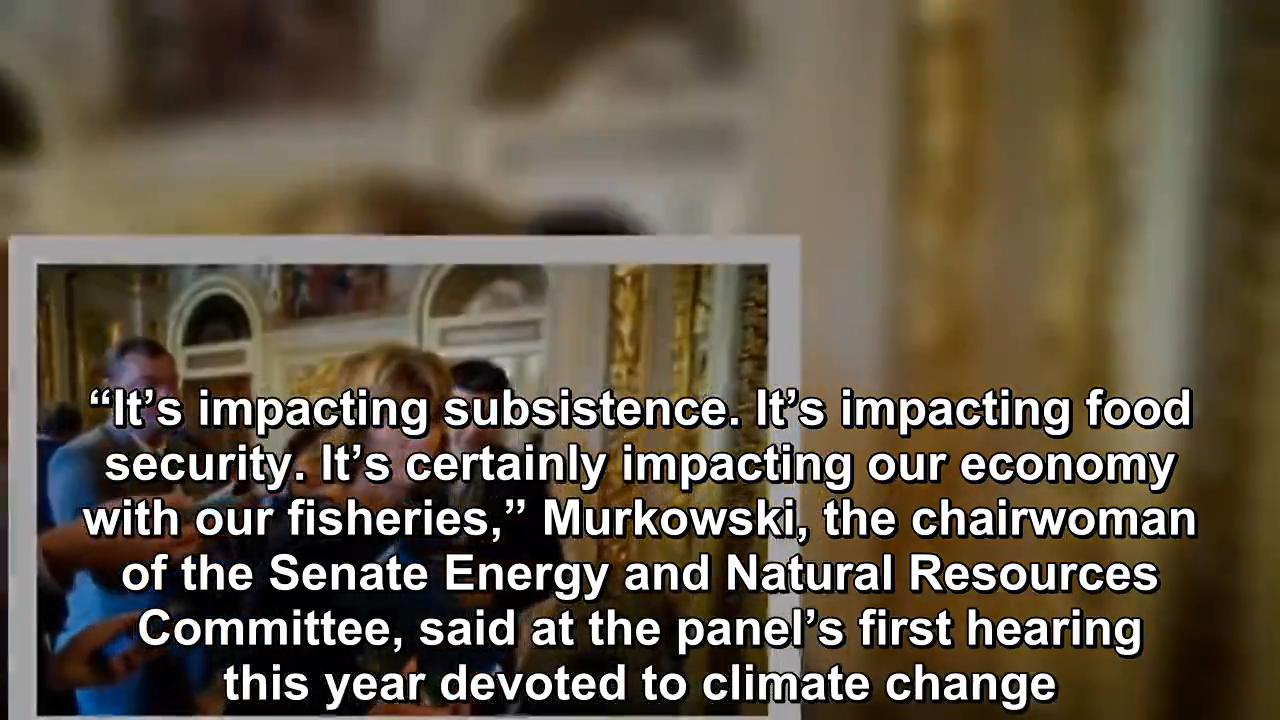 “It’s impacting subsistence. It’s impacting food
security. It’s certainly impacting our economy
with our fisheries,” Murkowski, the chairwoman
of the Senate Energy and Natural Resources
Committee, said at the panel’s first hearing
this year devoted to climate change